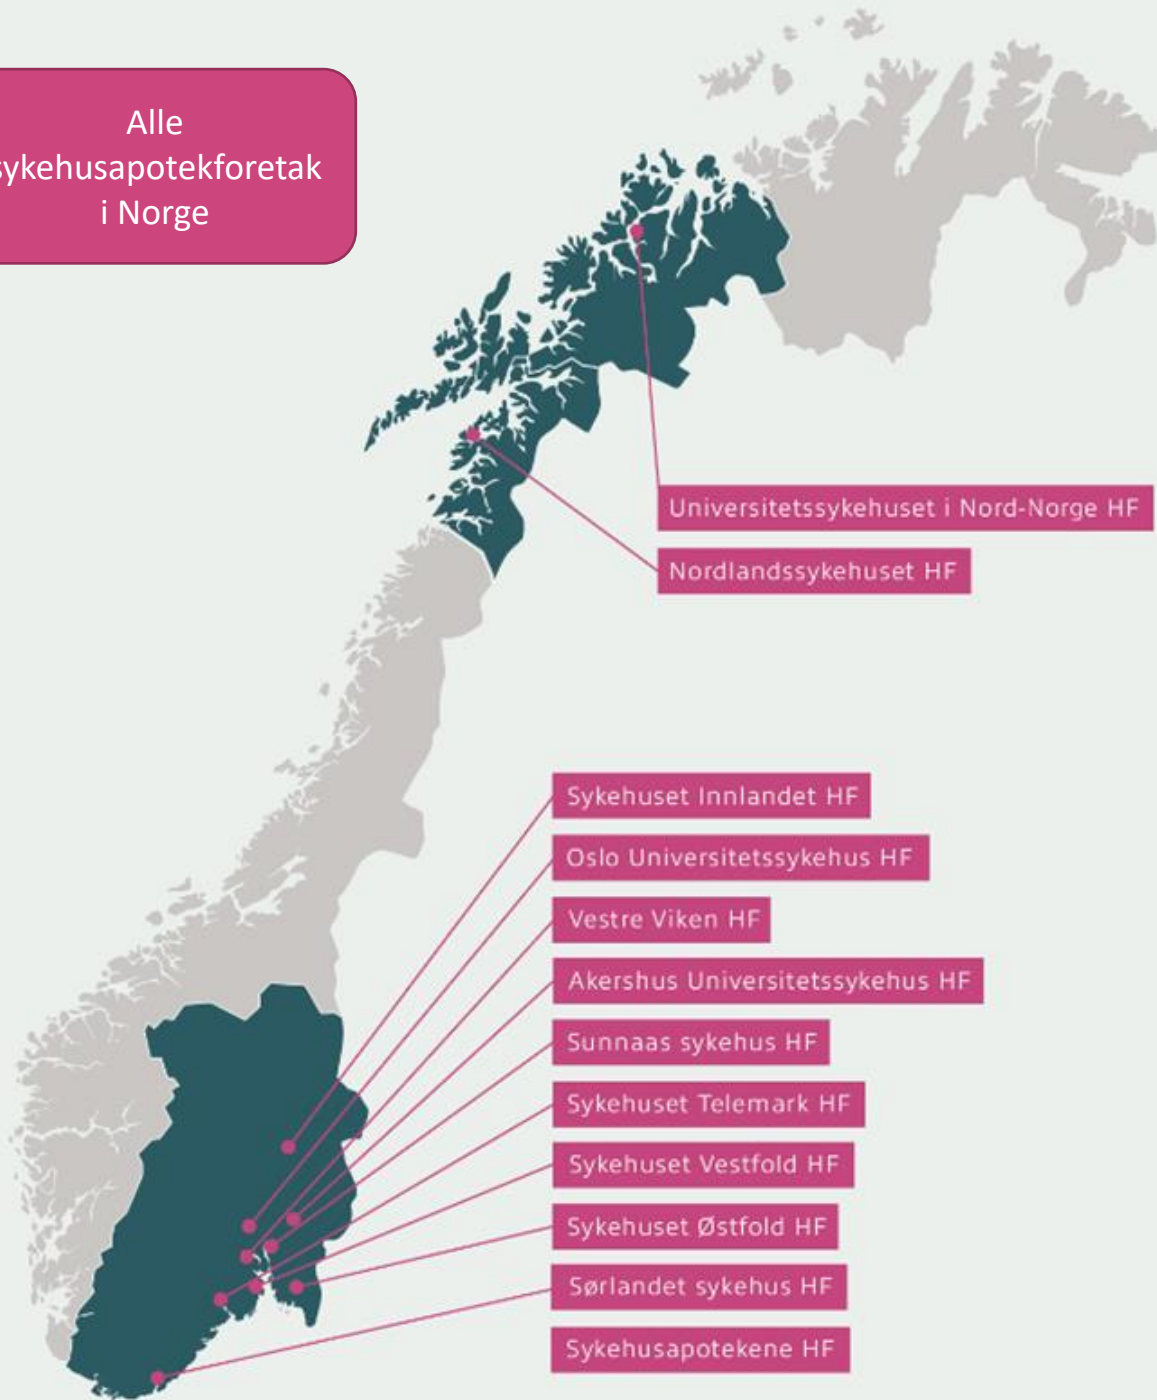 Alle
sykehusapotekforetak
i Norge
Universitetssykehuset i Nord-Norge HF
Nordlandssykehuset HF
Sykehuset Innlandet HF
Oslo Universitetssykehus HF
Vestre Viken HF
Akershus Universitetssykehus HF
Sunnaas sykehus HF
Sykehuset Telemark HF
Sykehuset Vestfold HF
Sykehuset Østfold HF
Sørlandet sykehus HF
Sykehusapotekene HF